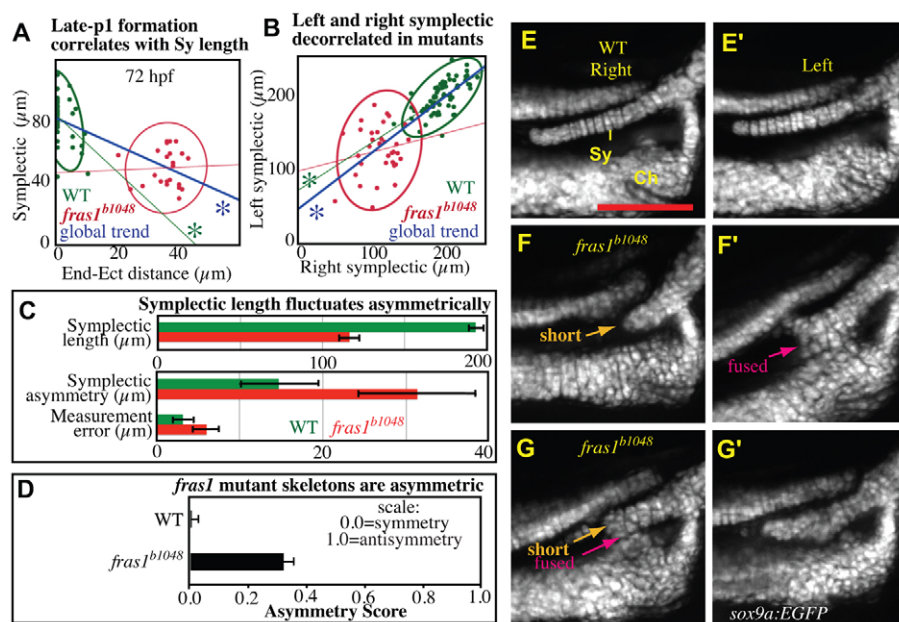 A Late-p1 formation
correlates with Sy length
72 hpf
Symplectic (µm)
80
40
0
0 20 40
End-Ect distance (µm)
WT
fras1b1048
global trend
*
*
B Left and right symplectic
decorrelated in mutants
Left symplectic (µm)
200
100
0
0 100 200
Right symplectic (µm)
WT
fras1b1048
global trend
*
*
C Symplectic length fluctuates asymmetrically
Symplectic
length (µm)
0 100 200
Symplectic
asymmetry (µm)
Measurement
error (µm)
WT fras1b1048
0 20 40
D fras1 mutant skeletons are asymmetric
WT
fras1b1048
scale:
0.0=symmetry
1.0=antisymmetry
0.0 0.2 0.4 0.6 0.8 1.0
Asymmetry Score
E WT
Right
Sy
Ch
E' Left
F fras1b1048
short
F'
fused
G fras1b1048
short
fused
G'
sox9a:EGFP